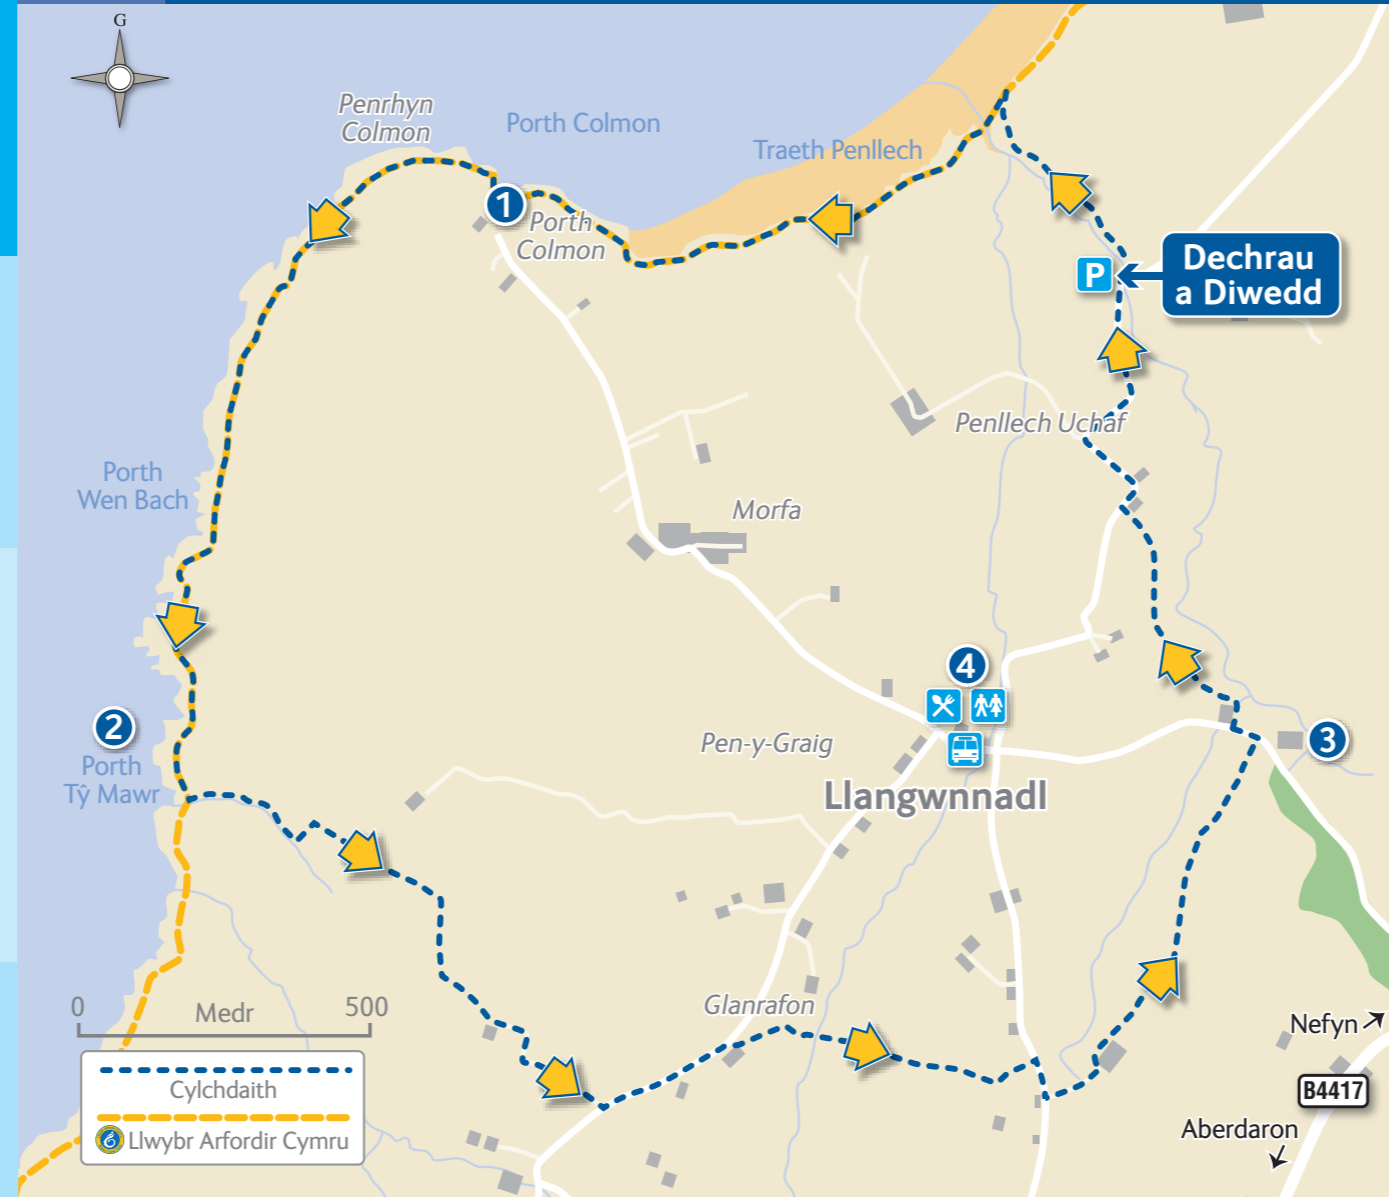 G
Penrhyn
Colmon
Porth Colmon
Traeth Penllech
1
Porth
Colmon
P
Dechrau
a Diwedd
Penllech Uchaf
Porth
Wen Bach
Morfa
4
2
Porth
Tŷ Mawr
Pen-y-Graig
3
Llangwnnadl
Glanrafon
0
Medr
500
Nefyn
Cylchdaith
B4417
Llwybr Arfordir Cymru
Aberdaron